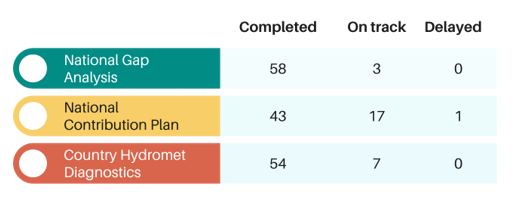 Completed On track Delayed
National Gap
Analysis
58 3 0
National
Contribution Plan
43 17 1
Country Hydromet
Diagnostics
54 7 0